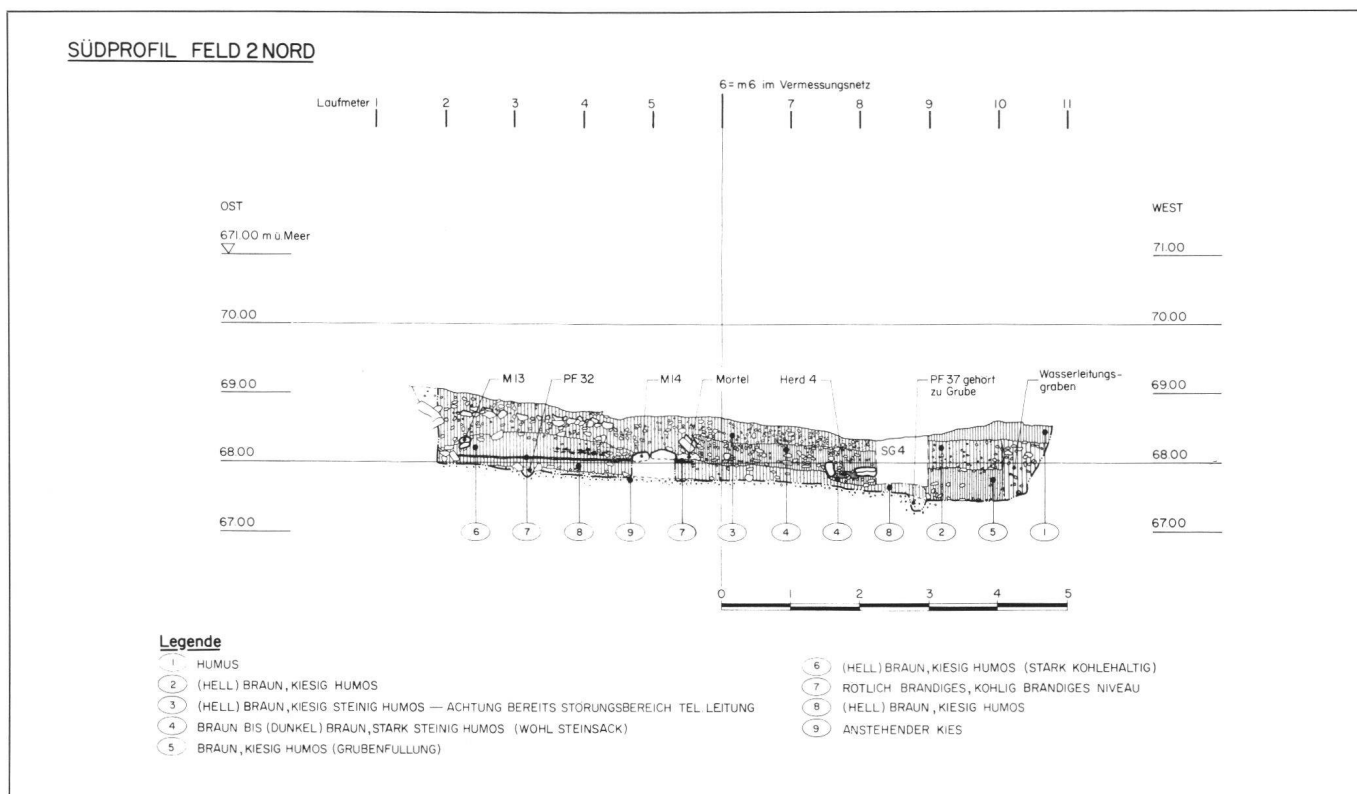 SÜDPROFIL FELD 2 NORD
6=m6 im Vermessungsnetz
Laufmeter 1 2 3 4 5 7 8 9 10 11
OST WEST
671.00 m ü.Meer 71.00
70.00 70.00
69.00 M13 PF 32 M14 Mörtel Herd 4 PF 37 gehört zu Grube Wasserleitungs-graben 69.00
68.00 SG 4 68.00
67.00 67.00
6 7 8 9 7 3 4 4 8 2 5 1
0 1 2 3 4 5
Legende
1 HUMUS
2 (HELL) BRAUN, KIESIG HUMOS
3 (HELL) BRAUN, KIESIG STEINIG HUMOS — ACHTUNG BEREITS STORUNGSBEREICH TEL. LEITUNG
4 BRAUN BIS (DUNKEL) BRAUN, STARK STEINIG HUMOS (WOHL STEINSACK)
5 BRAUN, KIESIG HUMOS (GRUBENFULLUNG)
6 (HELL) BRAUN, KIESIG HUMOS (STARK KOHLEHALTIG)
7 ROTLICH BRANDIGES, KOHLIG BRANDIGES NIVEAU
8 (HELL) BRAUN, KIESIG HUMOS
9 ANSTEHENDER KIES